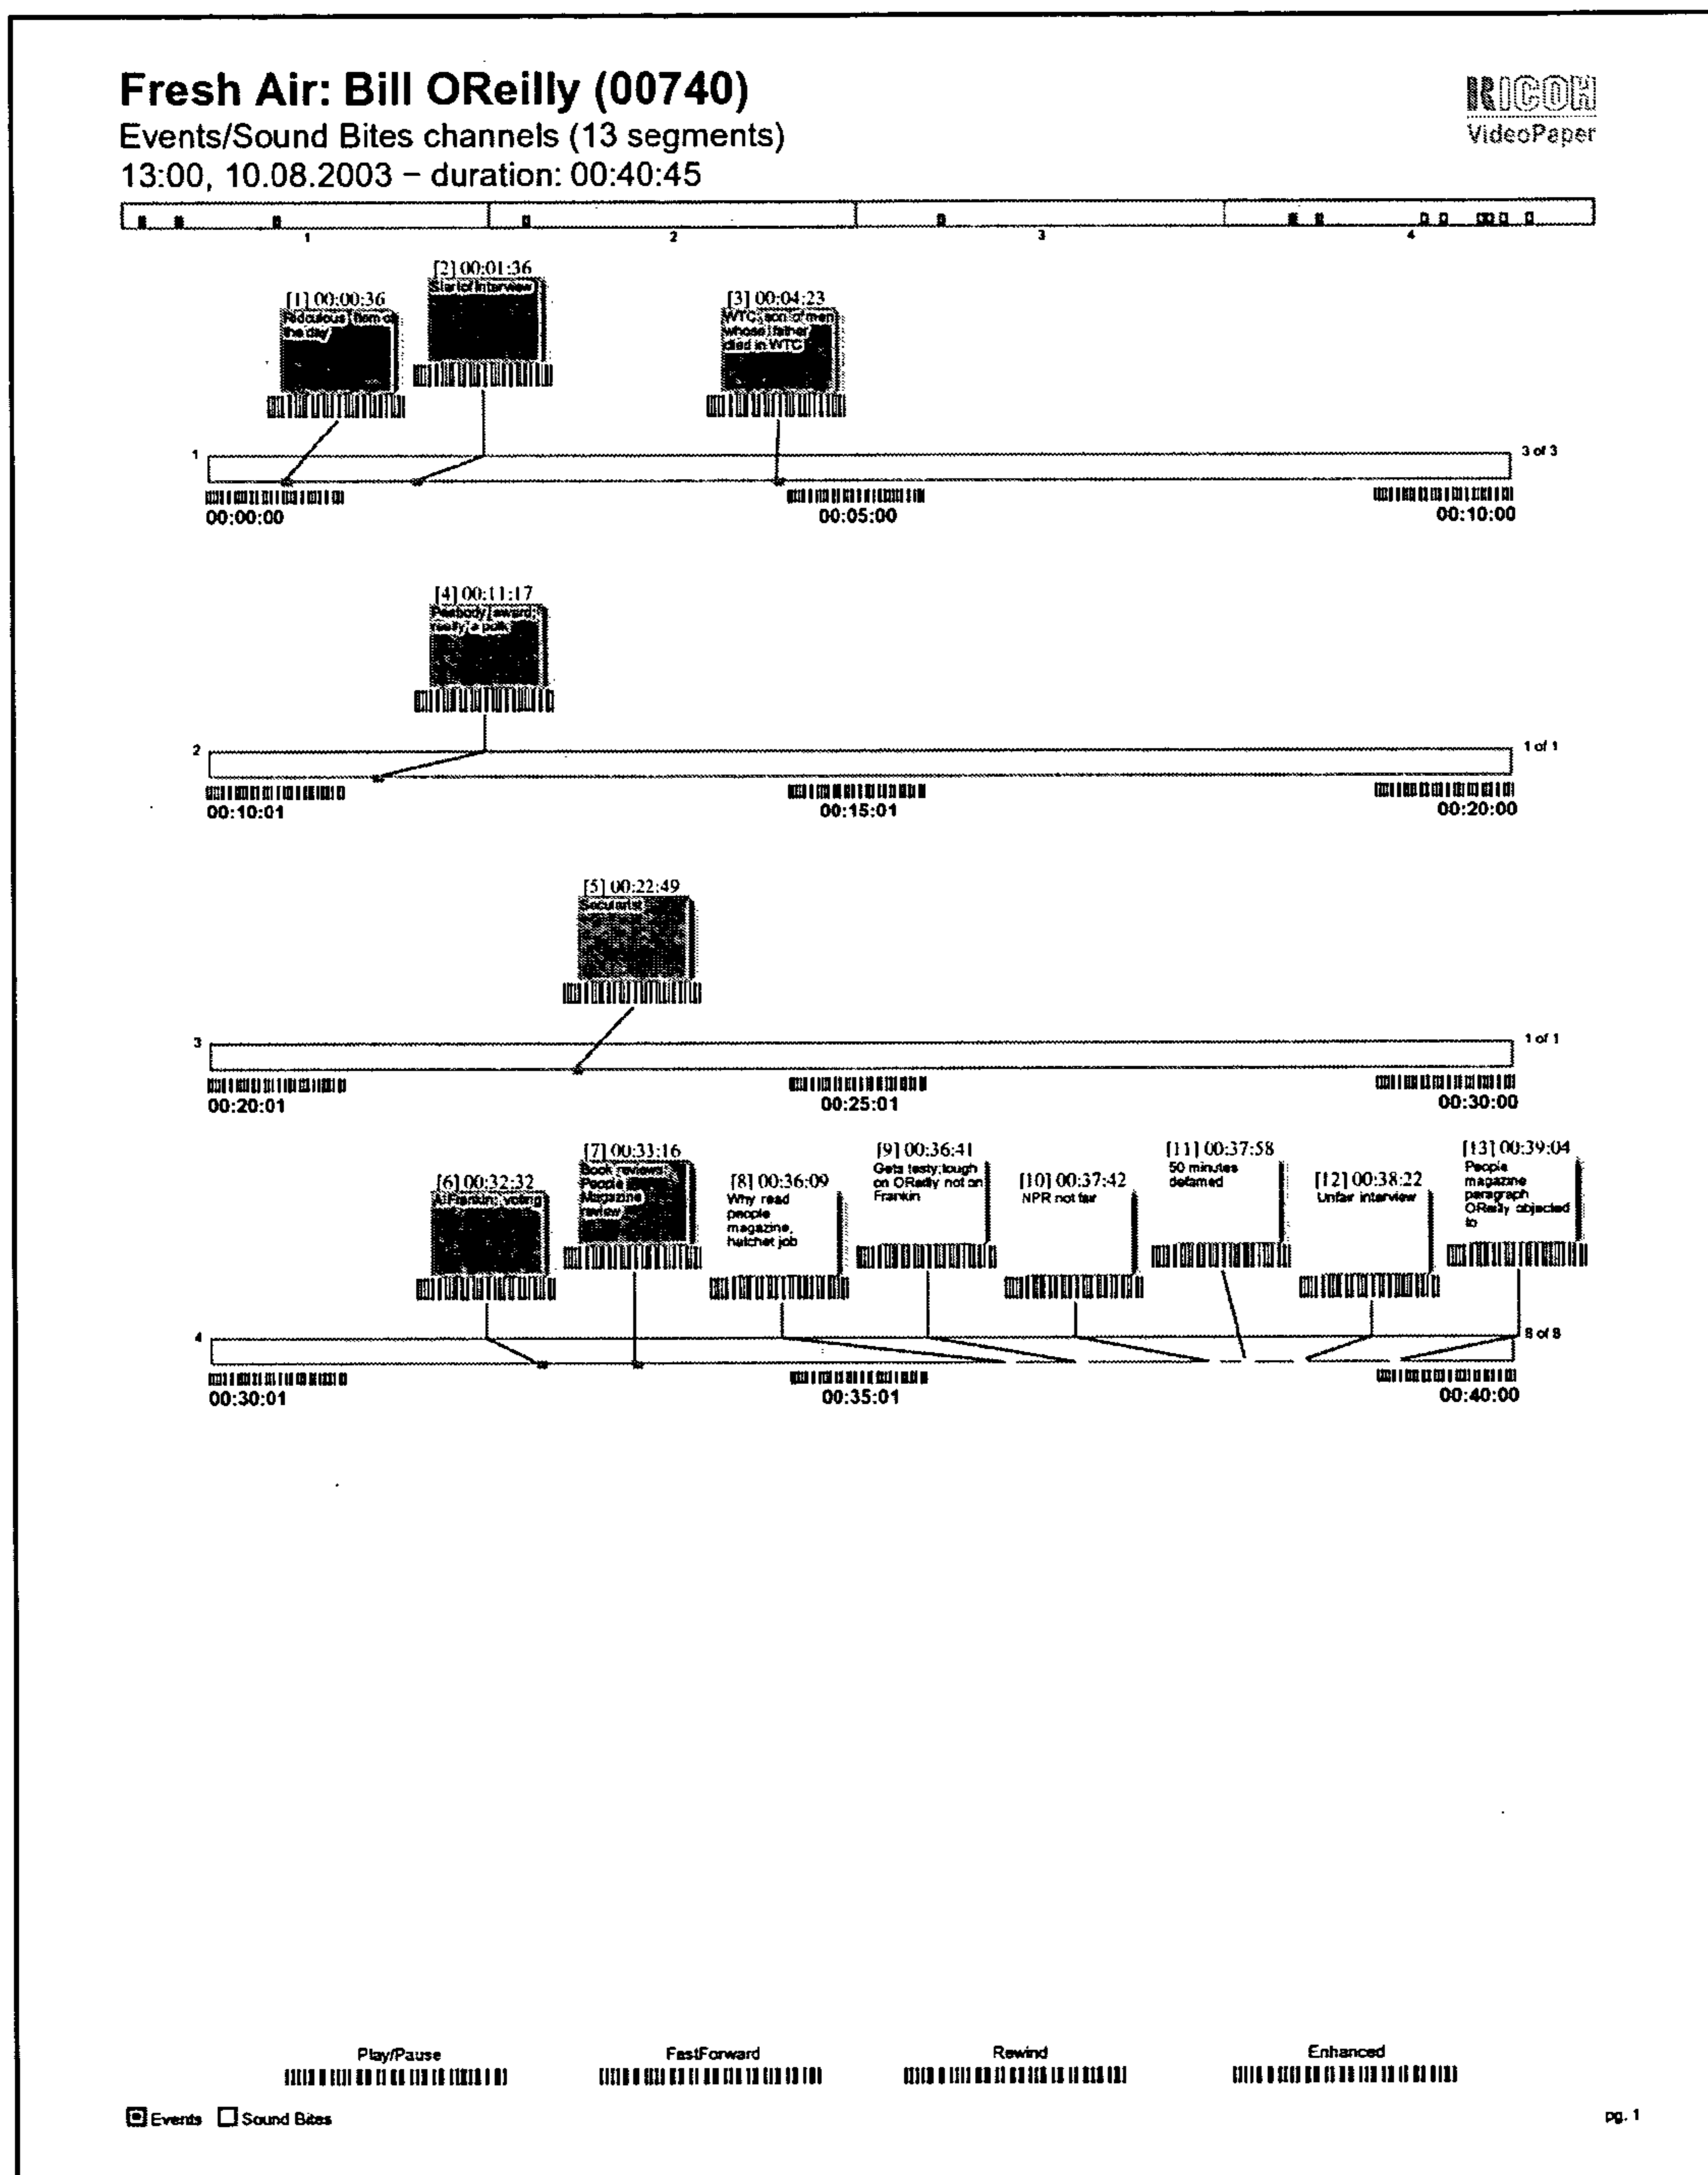 Fresh Air: Bill OReilly (00740)
RICOH
VideoPaper
Events/Sound Bites channels (13 segments)
13:00, 10.08.2003 – duration: 00:40:45
1 2 3 4
[1] 00:00:36
Ridiculous Item of
the day
[2] 00:01:36
Start of Interview
[3] 00:04:23
WTC; son of men
whose father
died in WTC
1
3 of 3
00:00:00 00:05:00 00:10:00
[4] 00:11:17
Peabody award;
really a polk
2
1 of 1
00:10:01 00:15:01 00:20:00
[5] 00:22:49
Secularist
3
1 of 1
00:20:01 00:25:01 00:30:00
[6] 00:32:32
Al Frankin; voting
[7] 00:33:16
Book reviews
People
Magazine
review
[8] 00:36:09
Why read
people
magazine,
hatchet job
[9] 00:36:41
Gets testy; tough
on OReilly not on
Frankin
[10] 00:37:42
NPR not fair
[11] 00:37:58
50 minutes
defamed
[12] 00:38:22
Unfair interview
[13] 00:39:04
People
magazine
paragraph
OReilly objected
to
4
8 of 8
00:30:01 00:35:01 00:40:00
Play/Pause FastForward Rewind Enhanced
Events Sound Bites
pg. 1